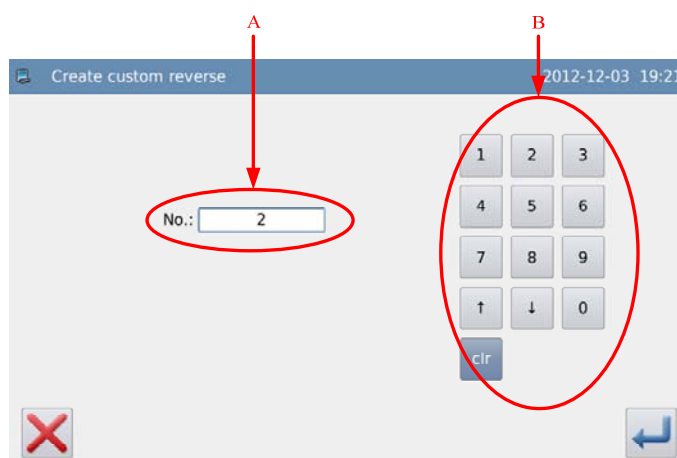 A B
Create custom reverse 2012-12-03 19:21
1 2 3
No.: 2
4 5 6
7 8 9
↑ ↓ 0
clr